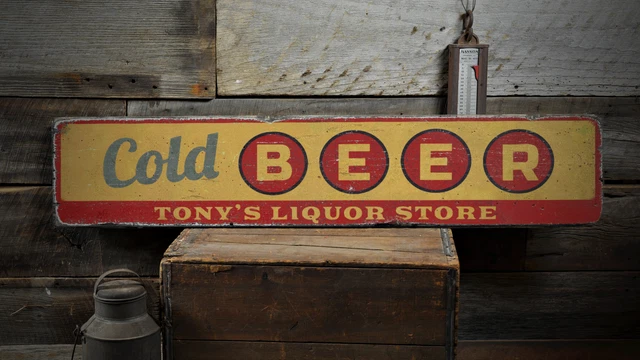 Cold BEER
TONY'S LIQUOR STORE